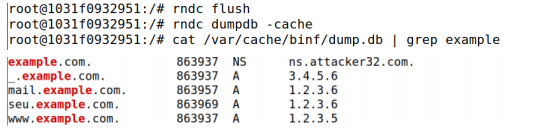 root@1031f0932951:/# rndc flush
root@1031f0932951:/# rndc dumpdb -cache
root@1031f0932951:/# cat /var/cache/binf/dump.db | grep example
example.com. 863937 NS ns.attacker32.com.
_.example.com. 863937 A 3.4.5.6
mail.example.com. 863957 A 1.2.3.6
seu.example.com. 863969 A 1.2.3.6
www.example.com. 863937 A 1.2.3.5